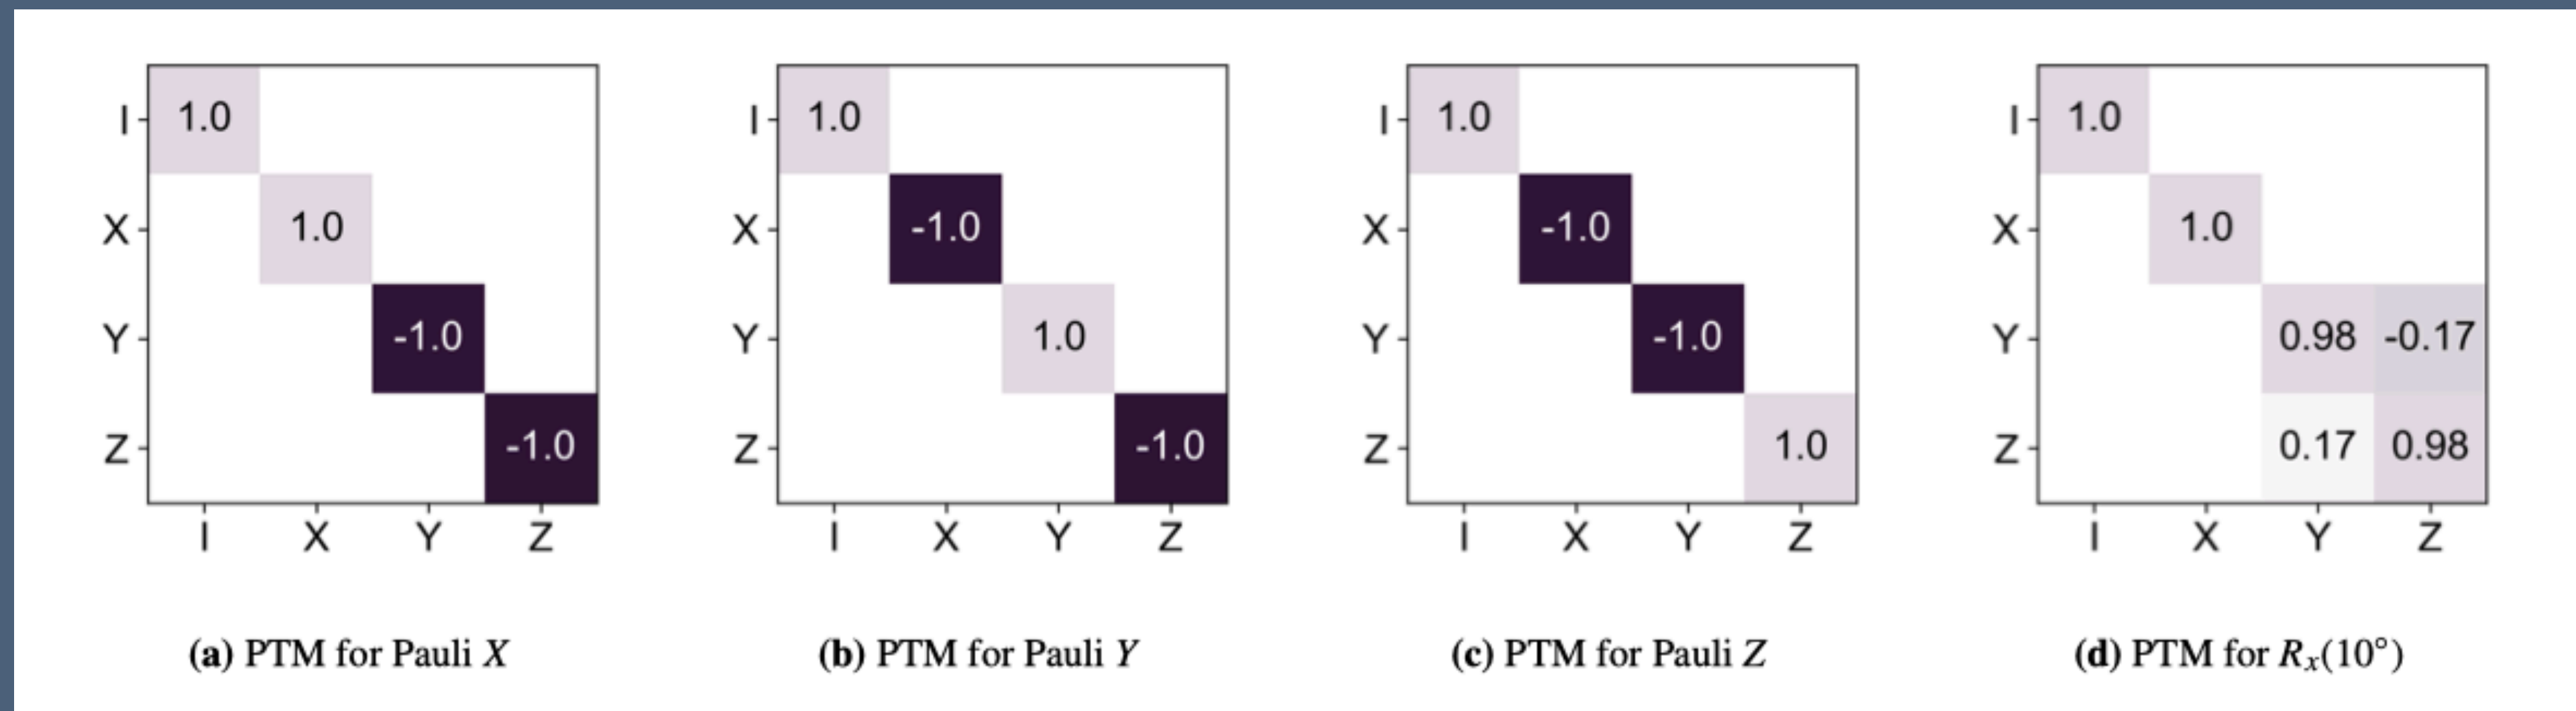 I 1.0 I 1.0 I 1.0 I 1.0
X 1.0 X -1.0 X -1.0 X 1.0
Y -1.0 Y 1.0 Y -1.0 Y 0.98 -0.17
Z -1.0 Z -1.0 Z 1.0 Z 0.17 0.98
I X Y Z I X Y Z I X Y Z I X Y Z
(a) PTM for Pauli X (b) PTM for Pauli Y (c) PTM for Pauli Z (d) PTM for Rₓ(10°)